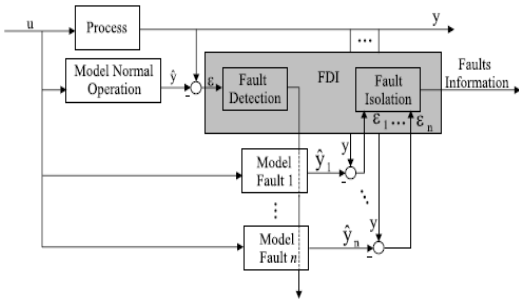 u
Process
y
...
Model Normal
Operation
ŷ
-
ε
Fault
Detection
FDI
Fault
Isolation
Faults
Information
ε₁ ... εₙ
Model
Fault 1
ŷ₁
y
-
Model
Fault n
ŷₙ
y
-